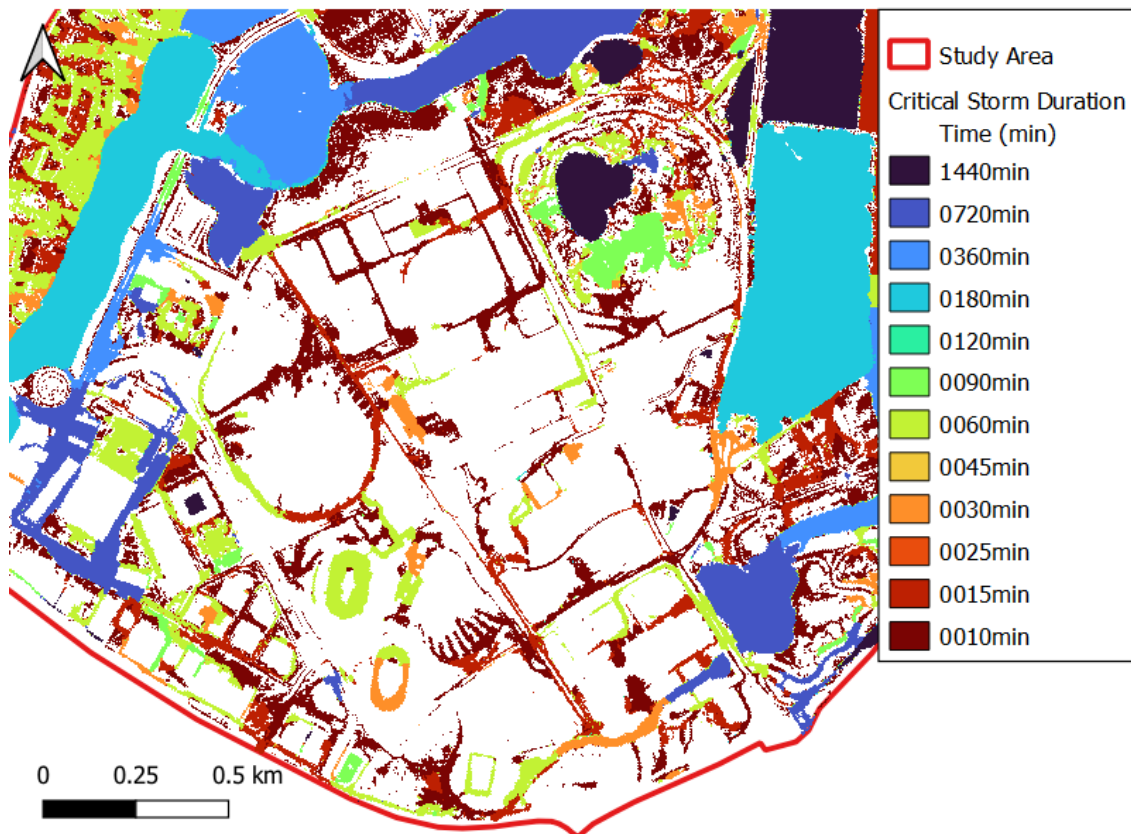 Study Area
Critical Storm Duration
Time (min)
1440min
0720min
0360min
0180min
0120min
0090min
0060min
0045min
0030min
0025min
0015min
0010min
0 0.25 0.5 km